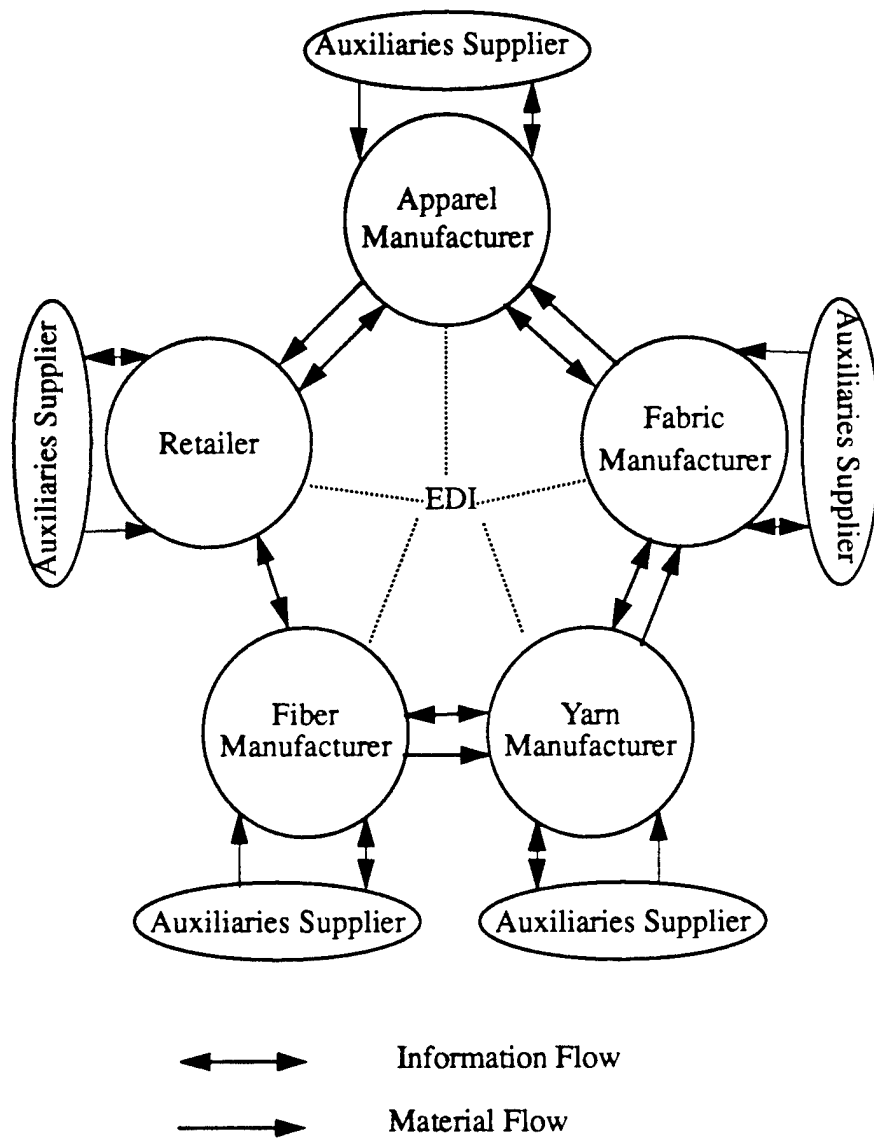 Auxiliaries Supplier
Apparel
Manufacturer
Auxiliaries Supplier
Retailer
Fabric
Manufacturer
Auxiliaries Supplier
EDI
Fiber
Manufacturer
Yarn
Manufacturer
Auxiliaries Supplier
Auxiliaries Supplier
Information Flow
Material Flow